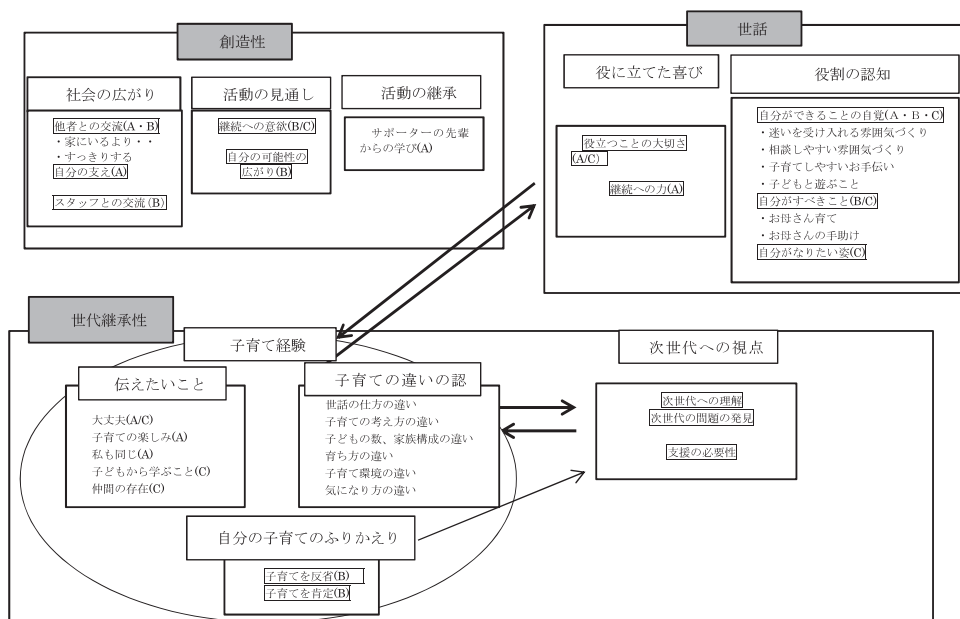 創造性
社会の広がり
他者との交流(A・B)
・家にいるより・・
・すっきりする
自分の支え(A)
スタッフとの交流(B)
活動の見通し
継続への意欲(B/C)
自分の可能性の
広がり(B)
活動の継承
サポーターの先輩
からの学び(A)
世話
役に立てた喜び
役立つことの大切さ
(A/C)
継続への力(A)
役割の認知
自分ができることの自覚(A・B・C)
・迷いを受け入れる雰囲気づくり
・相談しやすい雰囲気づくり
・子育てしやすいお手伝い
・子どもと遊ぶこと
自分がすべきこと(B/C)
・お母さん育て
・お母さんの手助け
自分がなりたい姿(C)
世代継承性
子育て経験
伝えたいこと
大丈夫(A/C)
子育ての楽しみ(A)
私も同じ(A)
子どもから学ぶこと(C)
仲間の存在(C)
子育ての違いの認
世話の仕方の違い
子育ての考え方の違い
子どもの数、家族構成の違い
育ち方の違い
子育て環境の違い
気になり方の違い
自分の子育てのふりかえり
子育てを反省(B)
子育てを肯定(B)
次世代への視点
次世代への理解
次世代の問題の発見
支援の必要性